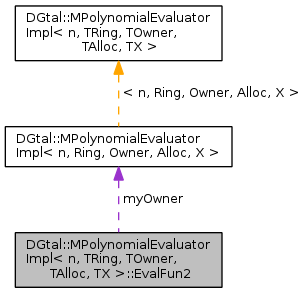 DGtal::MPolynomialEvaluator
Impl< n, TRing, TOwner,
TAlloc, TX >
< n, Ring, Owner, Alloc, X >
DGtal::MPolynomialEvaluator
Impl< n, Ring, Owner, Alloc, X >
myOwner
DGtal::MPolynomialEvaluator
Impl< n, TRing, TOwner,
TAlloc, TX >::EvalFun2